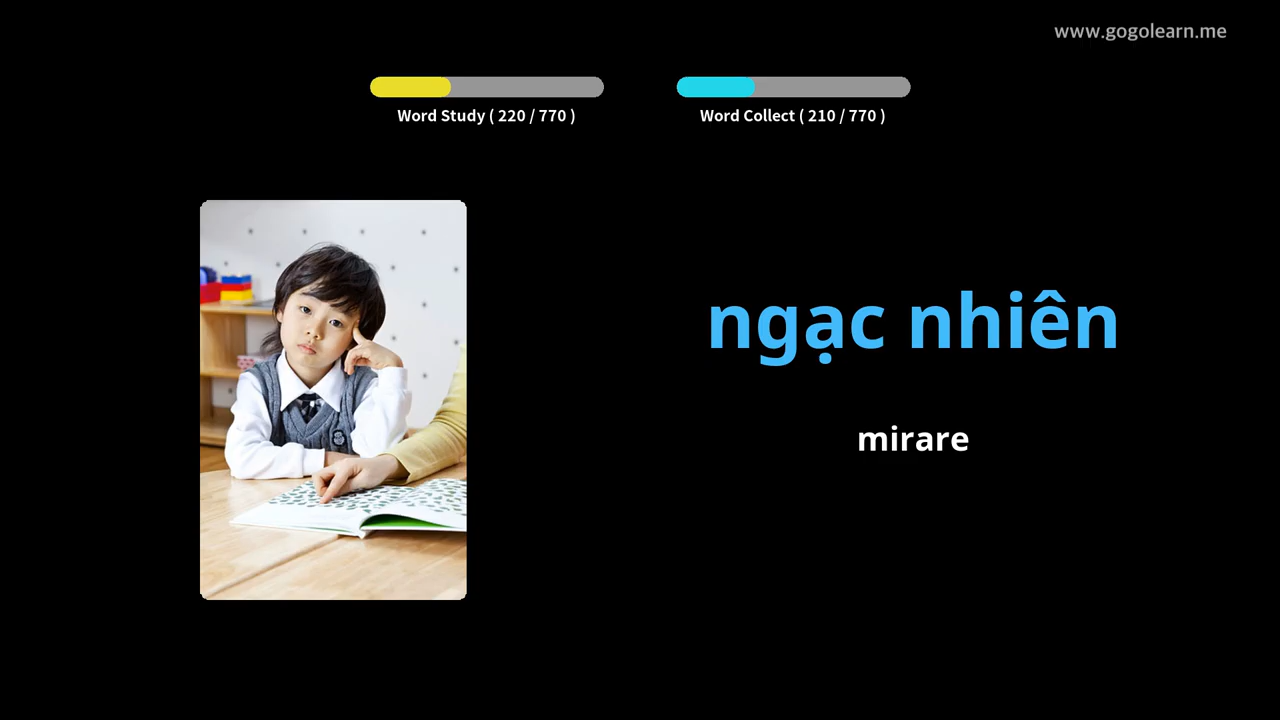 www.gogolearn.me
Word Study ( 220 / 770 )
Word Collect ( 210 / 770 )
ngạc nhiên
mirare